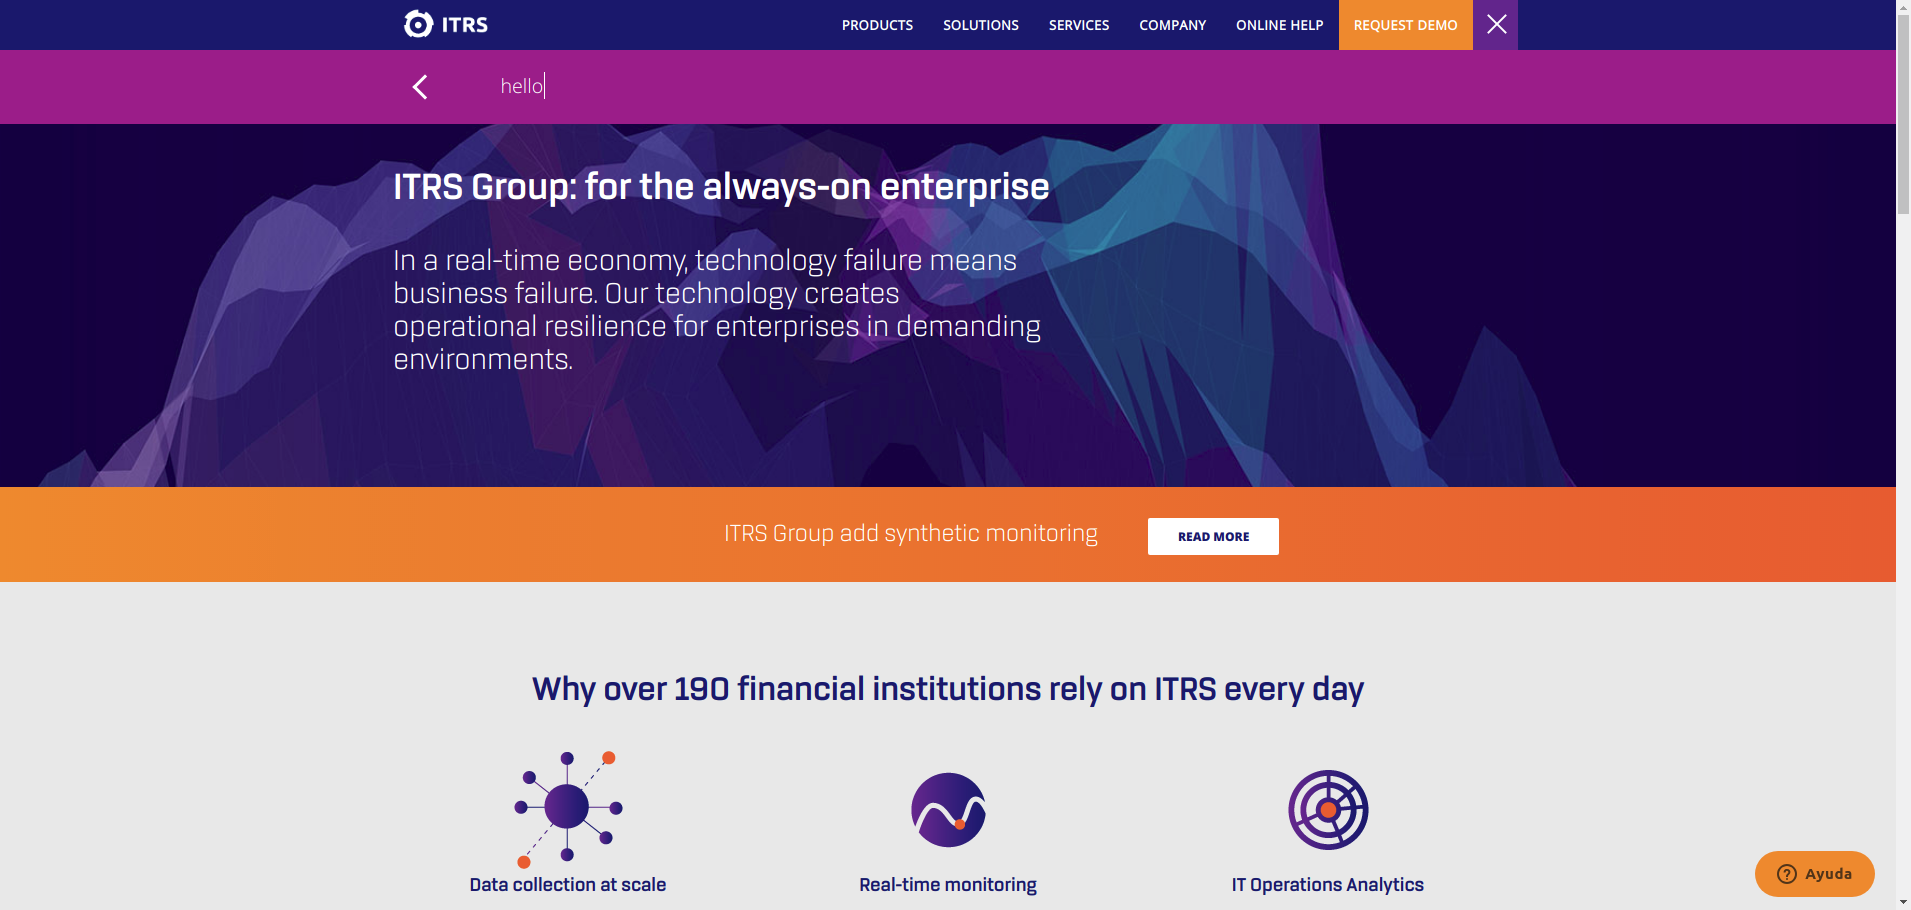 ITRS
PRODUCTS
SOLUTIONS
SERVICES
COMPANY
ONLINE HELP
REQUEST DEMO
hello
ITRS Group: for the always-on enterprise
In a real-time economy, technology failure means
business failure. Our technology creates
operational resilience for enterprises in demanding
environments.
ITRS Group add synthetic monitoring
READ MORE
Why over 190 financial institutions rely on ITRS every day
Data collection at scale
Real-time monitoring
IT Operations Analytics
Ayuda